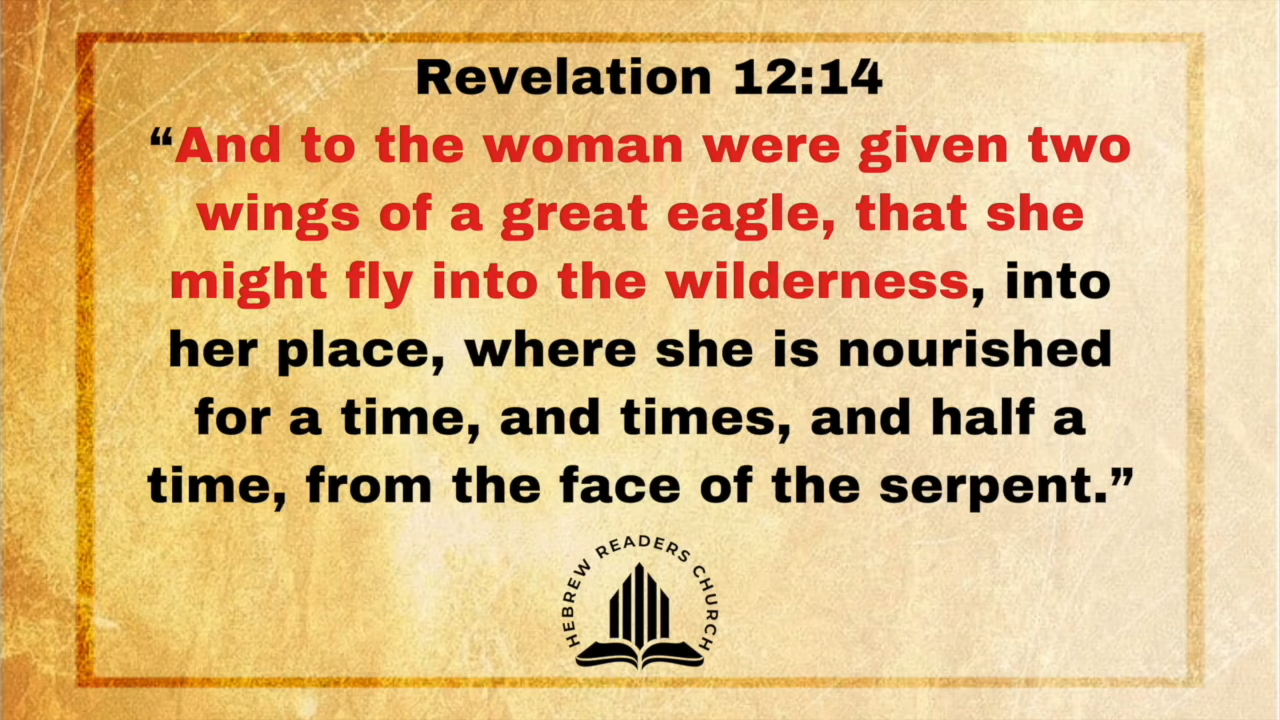 Revelation 12:14
“And to the woman were given two
wings of a great eagle, that she
might fly into the wilderness, into
her place, where she is nourished
for a time, and times, and half a
time, from the face of the serpent.”
HEBREW READERS CHURCH